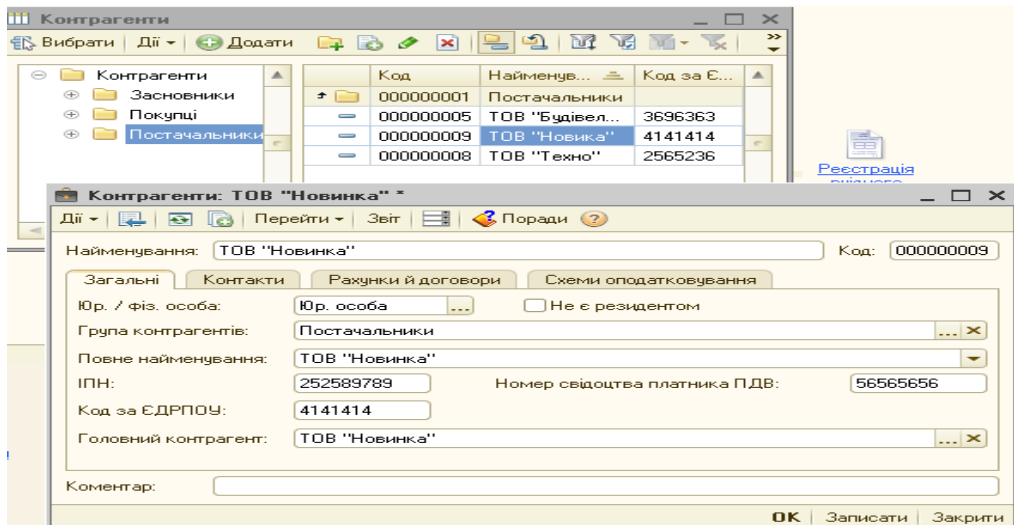 Контрагенти
Вибрати Дії Додати
Контрагенти
Засновники
Покупці
Постачальники
Код Найменув... Код за Є...
000000001 Постачальники
000000005 ТОВ "Будівел... 3696363
000000009 ТОВ "Новика" 4141414
000000008 ТОВ "Техно" 2565236
Реєстрація
Контрагенти: ТОВ "Новинка" *
Дії Перейти Звіт Поради
Найменування: ТОВ "Новинка" Код: 000000009
Загальні Контакти Рахунки й договори Схеми оподатковування
Юр. / фіз. особа: Юр. особа ... Не є резидентом
Група контрагентів: Постачальники ...
Повне найменування: ТОВ "Новинка"
ІПН: 252589789 Номер свідоцтва платника ПДВ: 56565656
Код за ЄДРПОУ: 4141414
Головний контрагент: ТОВ "Новинка" ...
Коментар:
OK Записати Закрити